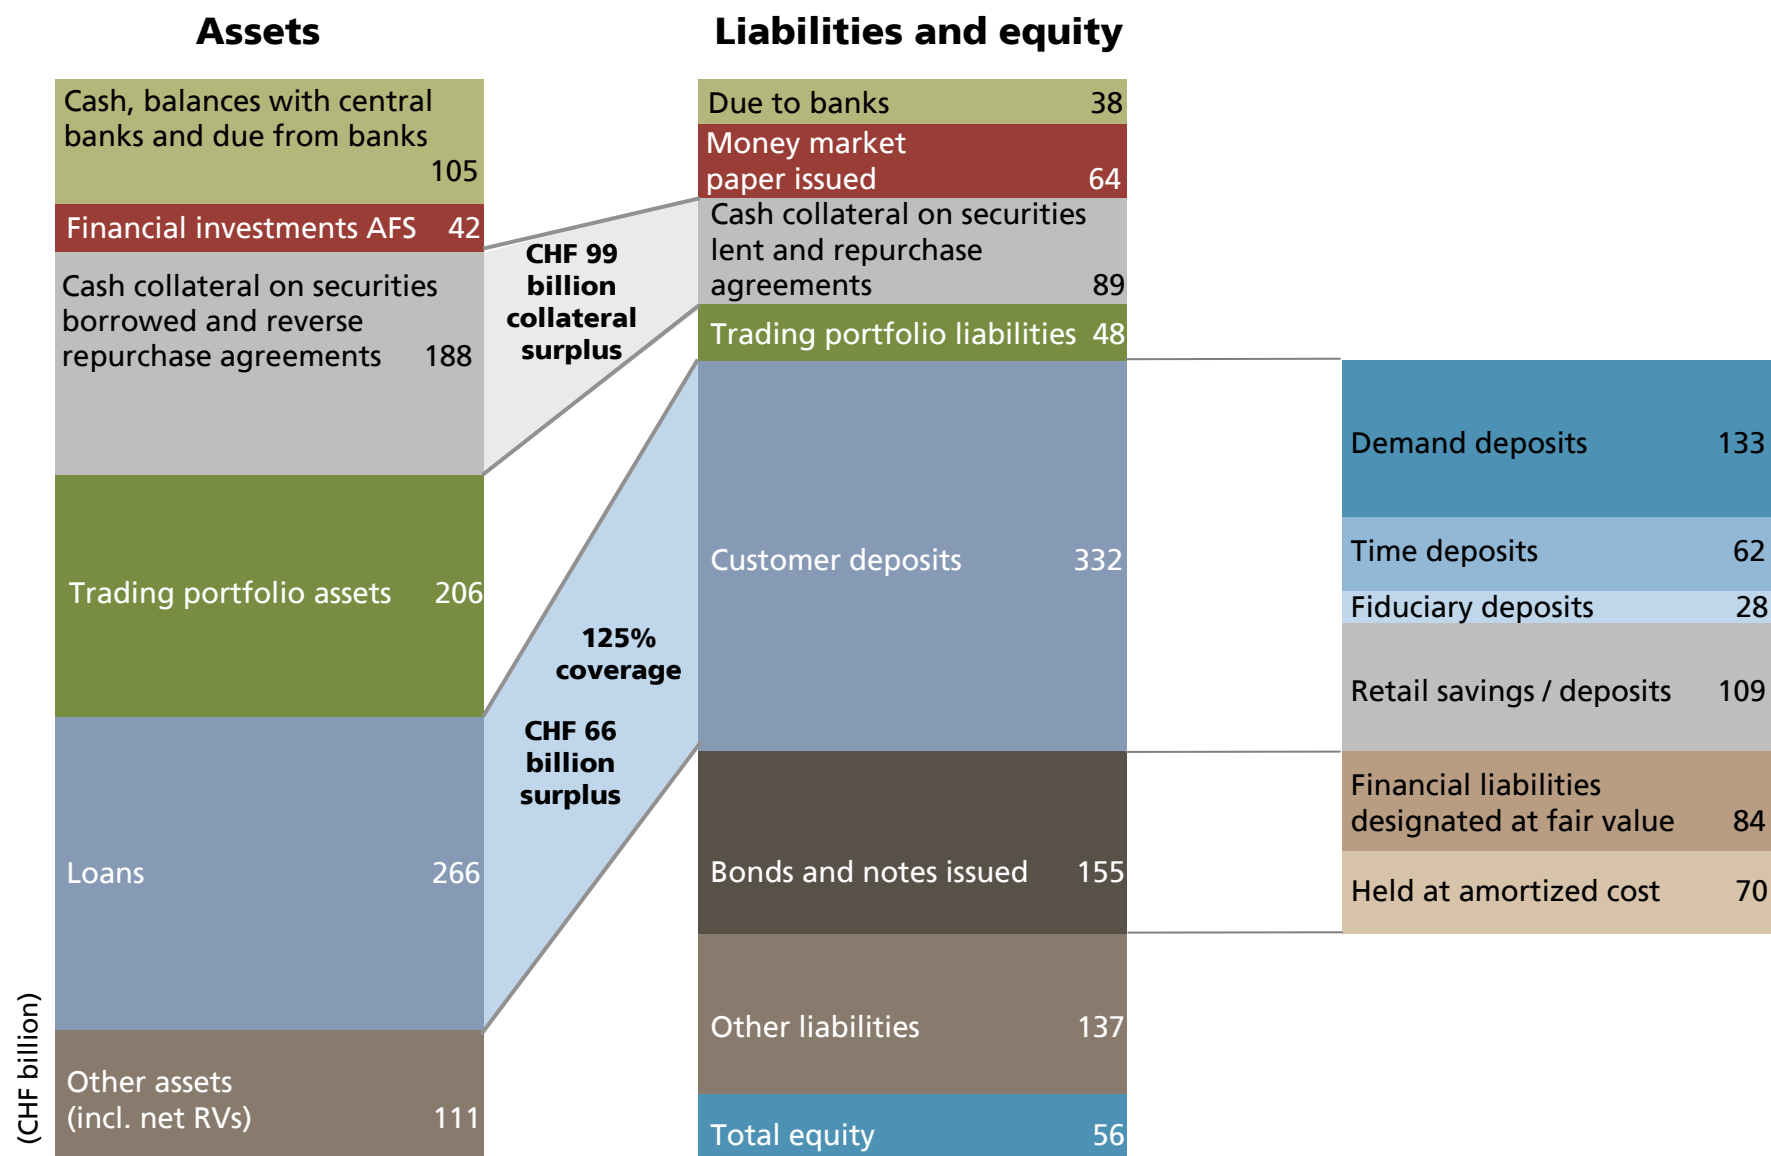 Assets
Cash, balances with central
banks and due from banks
105
Financial investments AFS 42
Cash collateral on securities
borrowed and reverse
repurchase agreements 188
Trading portfolio assets 206
Loans 266
Other assets
(incl. net RVs) 111
(CHF billion)
CHF 99
billion
collateral
surplus
125%
coverage
CHF 66
billion
surplus
Liabilities and equity
Due to banks 38
Money market
paper issued 64
Cash collateral on securities
lent and repurchase
agreements 89
Trading portfolio liabilities 48
Customer deposits 332
Bonds and notes issued 155
Other liabilities 137
Total equity 56
Demand deposits 133
Time deposits 62
Fiduciary deposits 28
Retail savings / deposits 109
Financial liabilities
designated at fair value 84
Held at amortized cost 70